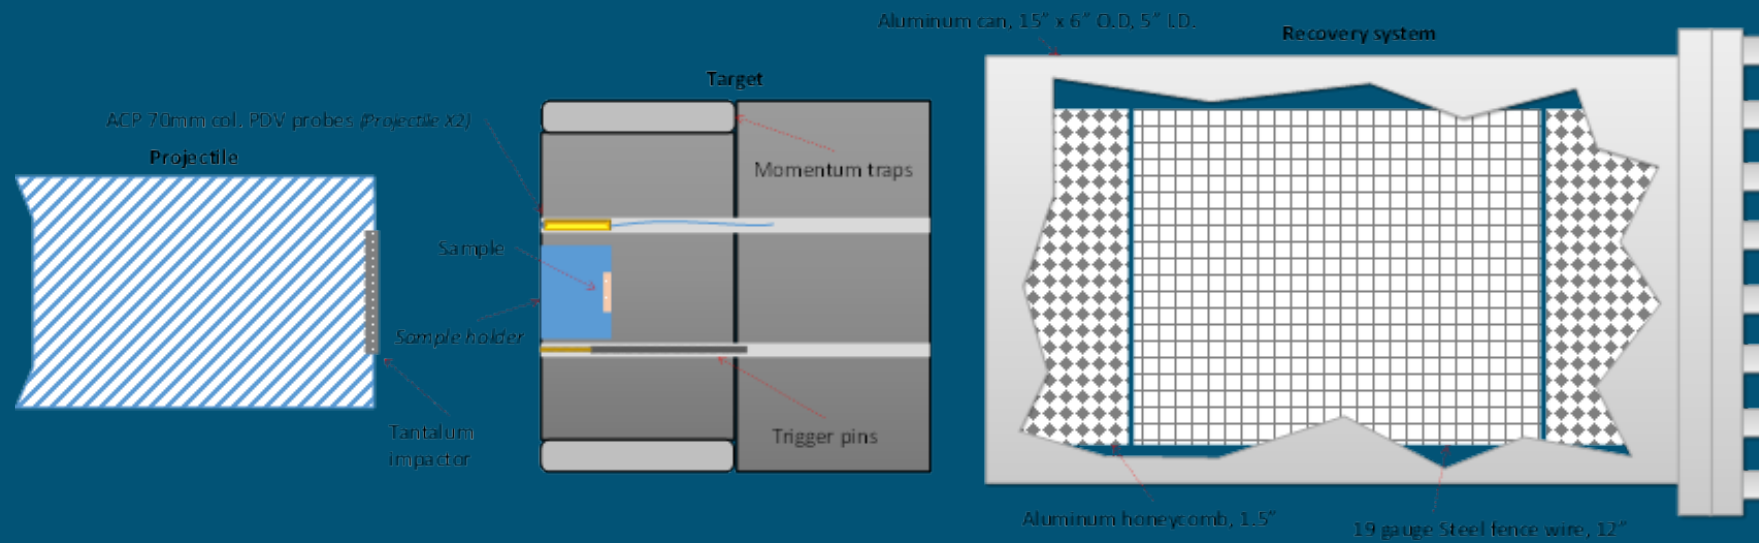 Aluminum can, 15” x 6” O.D, 5” I.D.
Recovery system
Target
ACP 70mm col. PDV probes (Projectile X2)
Projectile
Momentum traps
Sample
Sample holder
Tantalum
impactor
Trigger pins
Aluminum honeycomb, 1.5”
19 gauge Steel fence wire, 12”